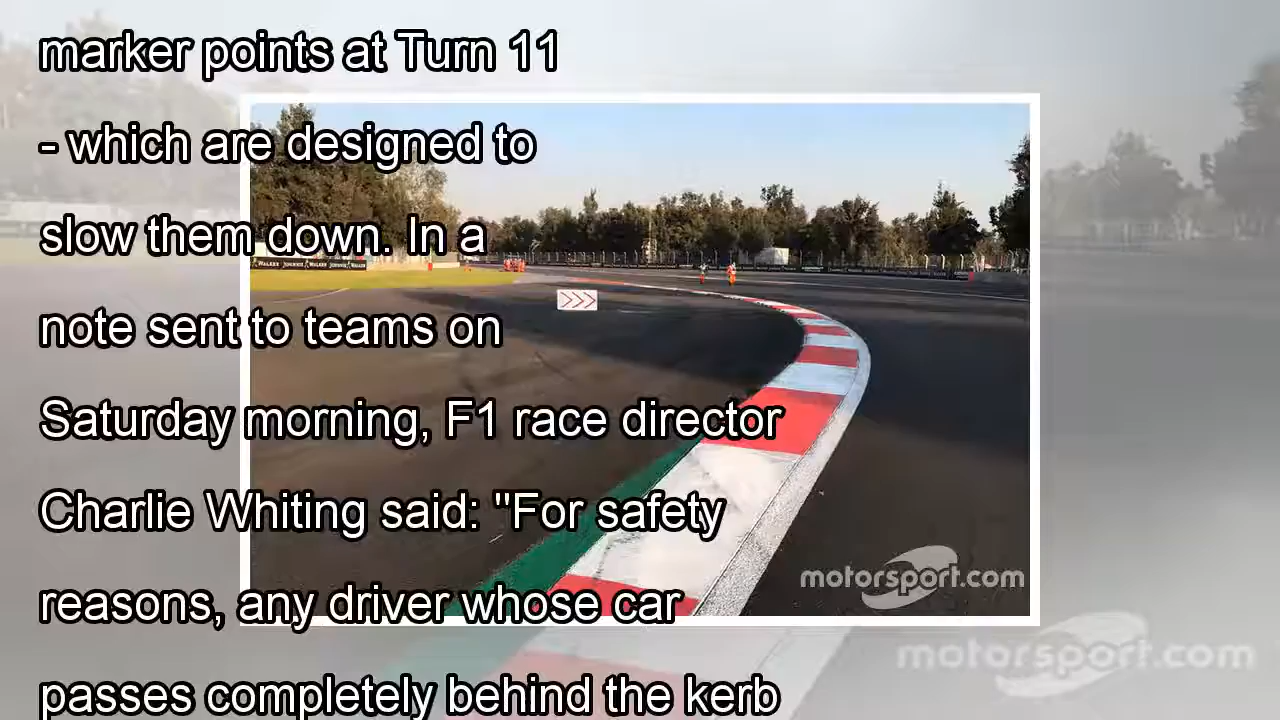 marker points at Turn 11
- which are designed to
slow them down. In a
note sent to teams on
Saturday morning, F1 race director
Charlie Whiting said: "For safety
reasons, any driver whose car
passes completely behind the kerb
JOHNNIE WALKER
motorsport.com
motorsport.com